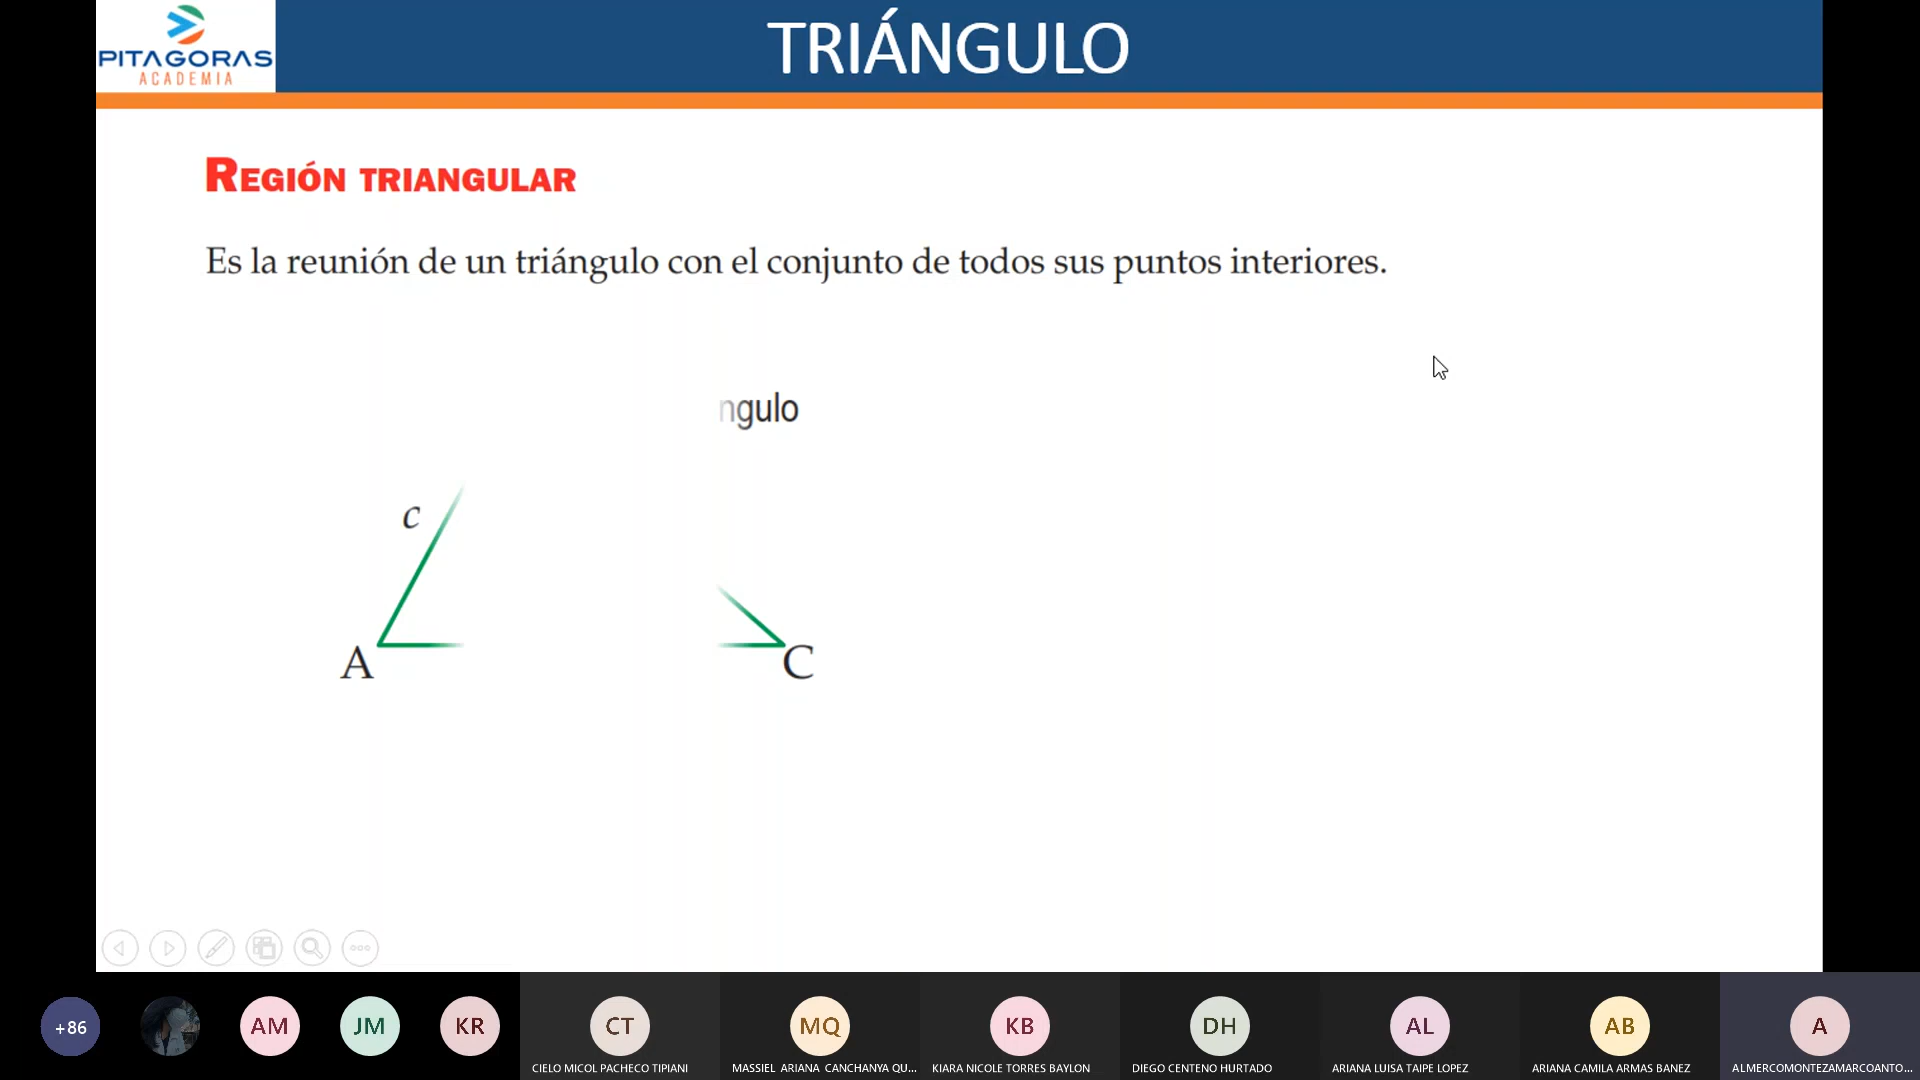 PITAGORAS
ACADEMIA
TRIÁNGULO
REGIÓN TRIANGULAR
Es la reunión de un triángulo con el conjunto de todos sus puntos interiores.
ngulo
c
A
C
+86
AM
JM
KR
CT
MQ
KB
DH
AL
AB
A
CIELO MICOL PACHECO TIPIANI
MASSIEL ARIANA CANCHANYA QU...
KIARA NICOLE TORRES BAYLON
DIEGO CENTENO HURTADO
ARIANA LUISA TAIPE LOPEZ
ARIANA CAMILA ARMAS BANEZ
ALMERCOMONTEZAMARCOANTO...